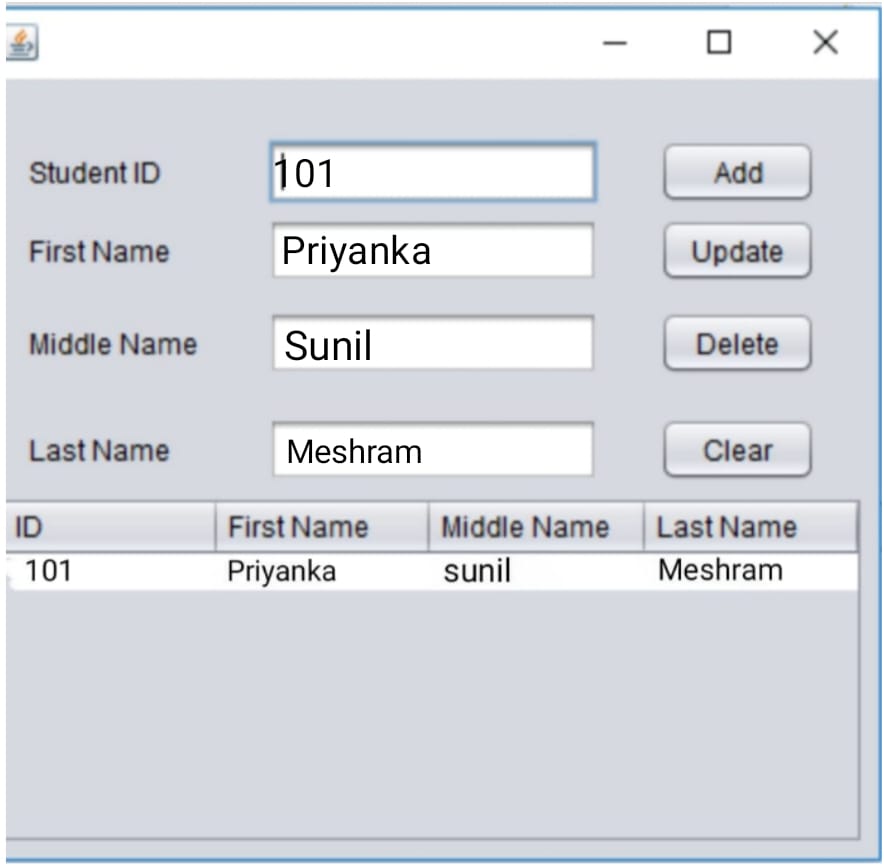 Student ID 101 Add
First Name Priyanka Update
Middle Name Sunil Delete
Last Name Meshram Clear
ID First Name Middle Name Last Name
101 Priyanka sunil Meshram